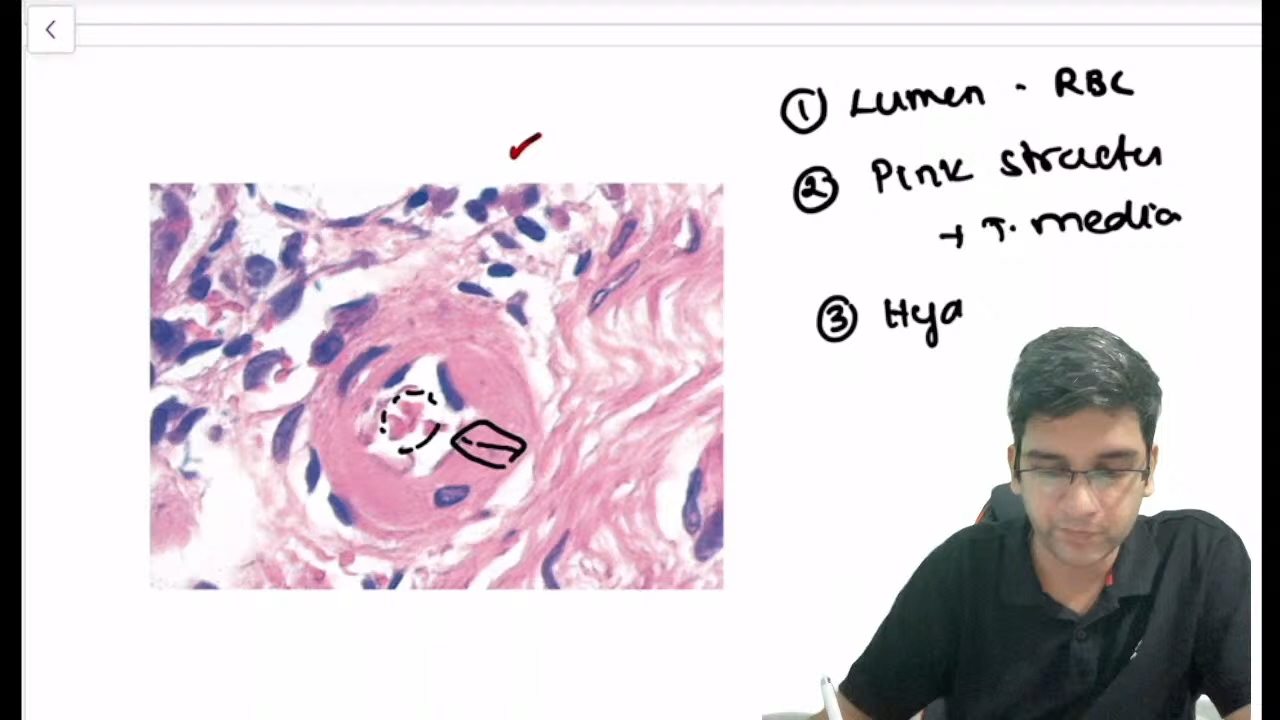 ① Lumen - RBC
② Pink structu
→ T. media
③ Hya